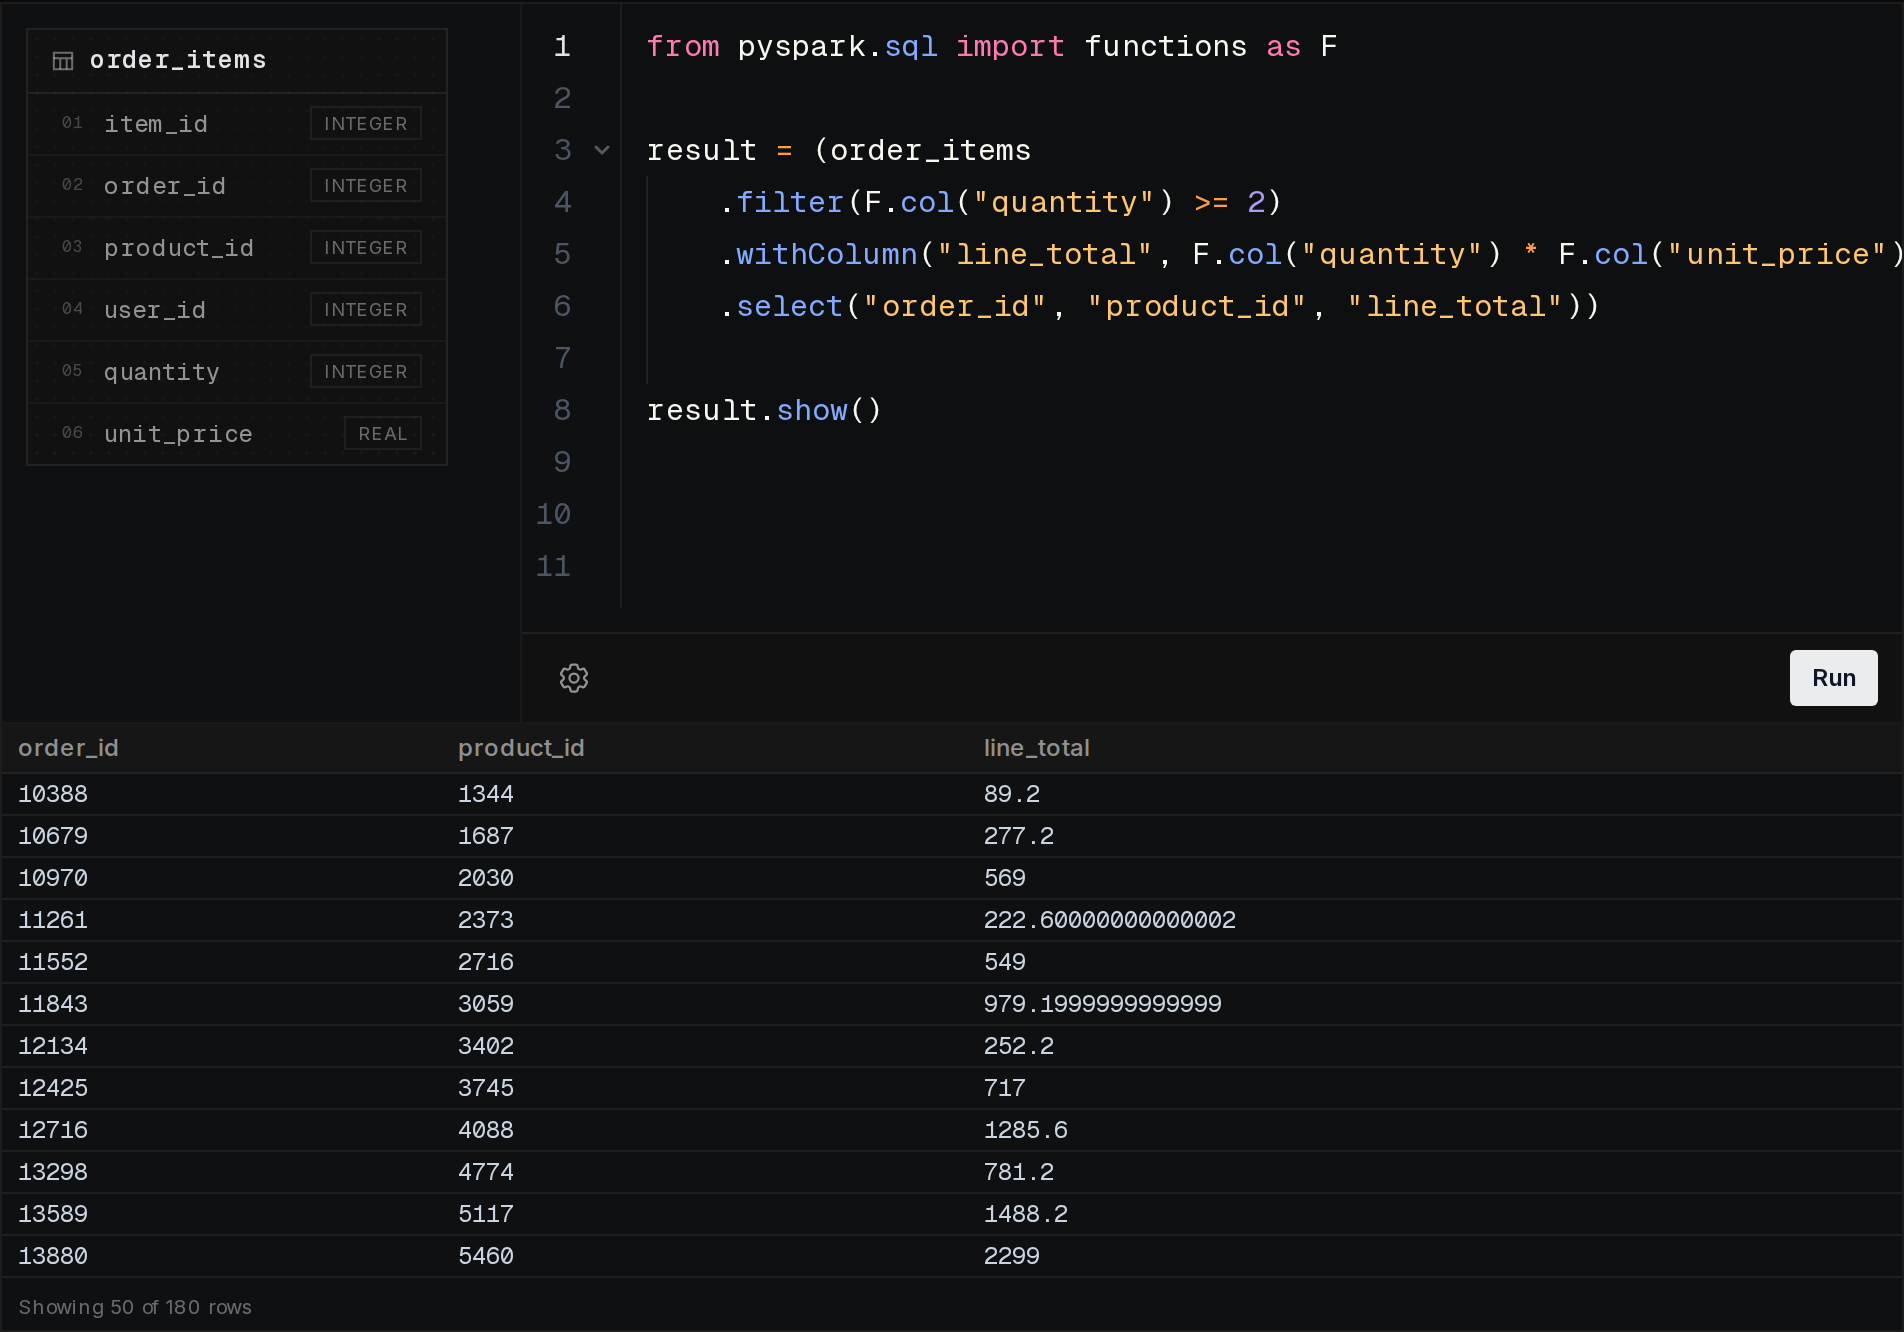 order_items
01 item_id INTEGER
02 order_id INTEGER
03 product_id INTEGER
04 user_id INTEGER
05 quantity INTEGER
06 unit_price REAL
1 from pyspark.sql import functions as F
2
3 result = (order_items
4     .filter(F.col("quantity") >= 2)
5     .withColumn("line_total", F.col("quantity") * F.col("unit_price")
6     .select("order_id", "product_id", "line_total"))
7
8 result.show()
9
10
11
Run
order_id product_id line_total
10388 1344 89.2
10679 1687 277.2
10970 2030 569
11261 2373 222.60000000000002
11552 2716 549
11843 3059 979.1999999999999
12134 3402 252.2
12425 3745 717
12716 4088 1285.6
13298 4774 781.2
13589 5117 1488.2
13880 5460 2299
Showing 50 of 180 rows